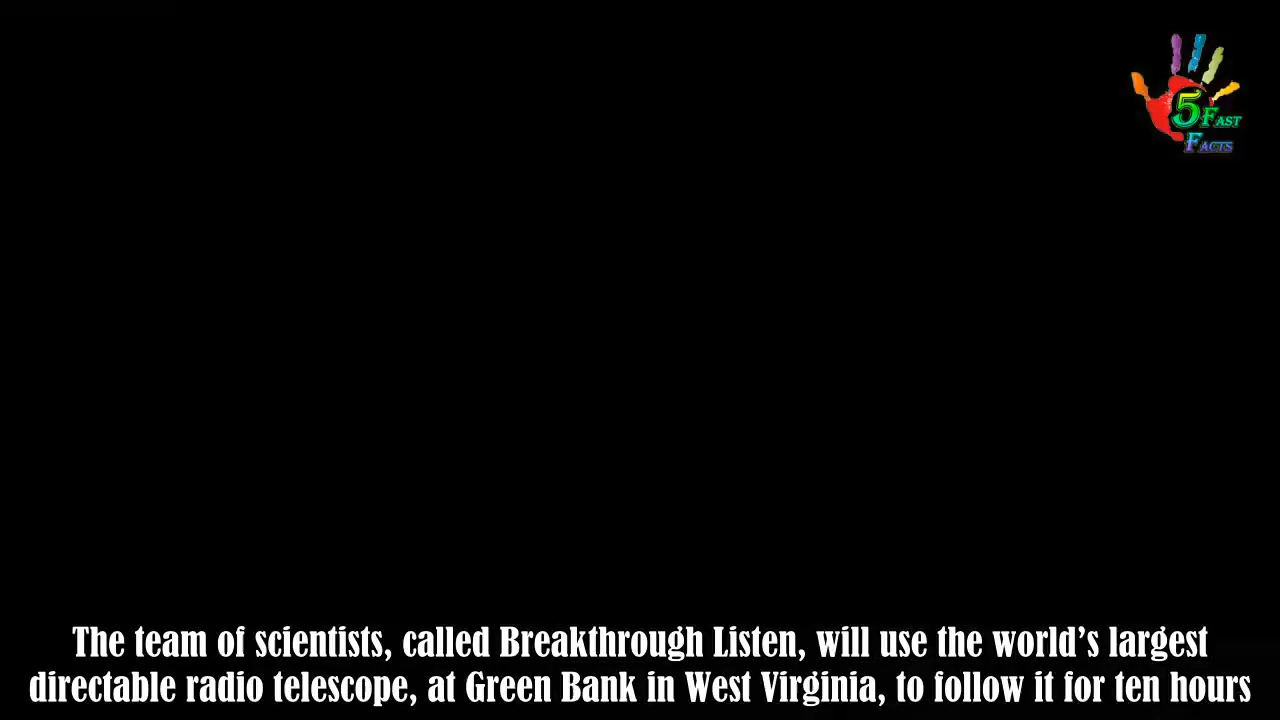 5 FAST
FACTS
The team of scientists, called Breakthrough Listen, will use the world’s largest
directable radio telescope, at Green Bank in West Virginia, to follow it for ten hours